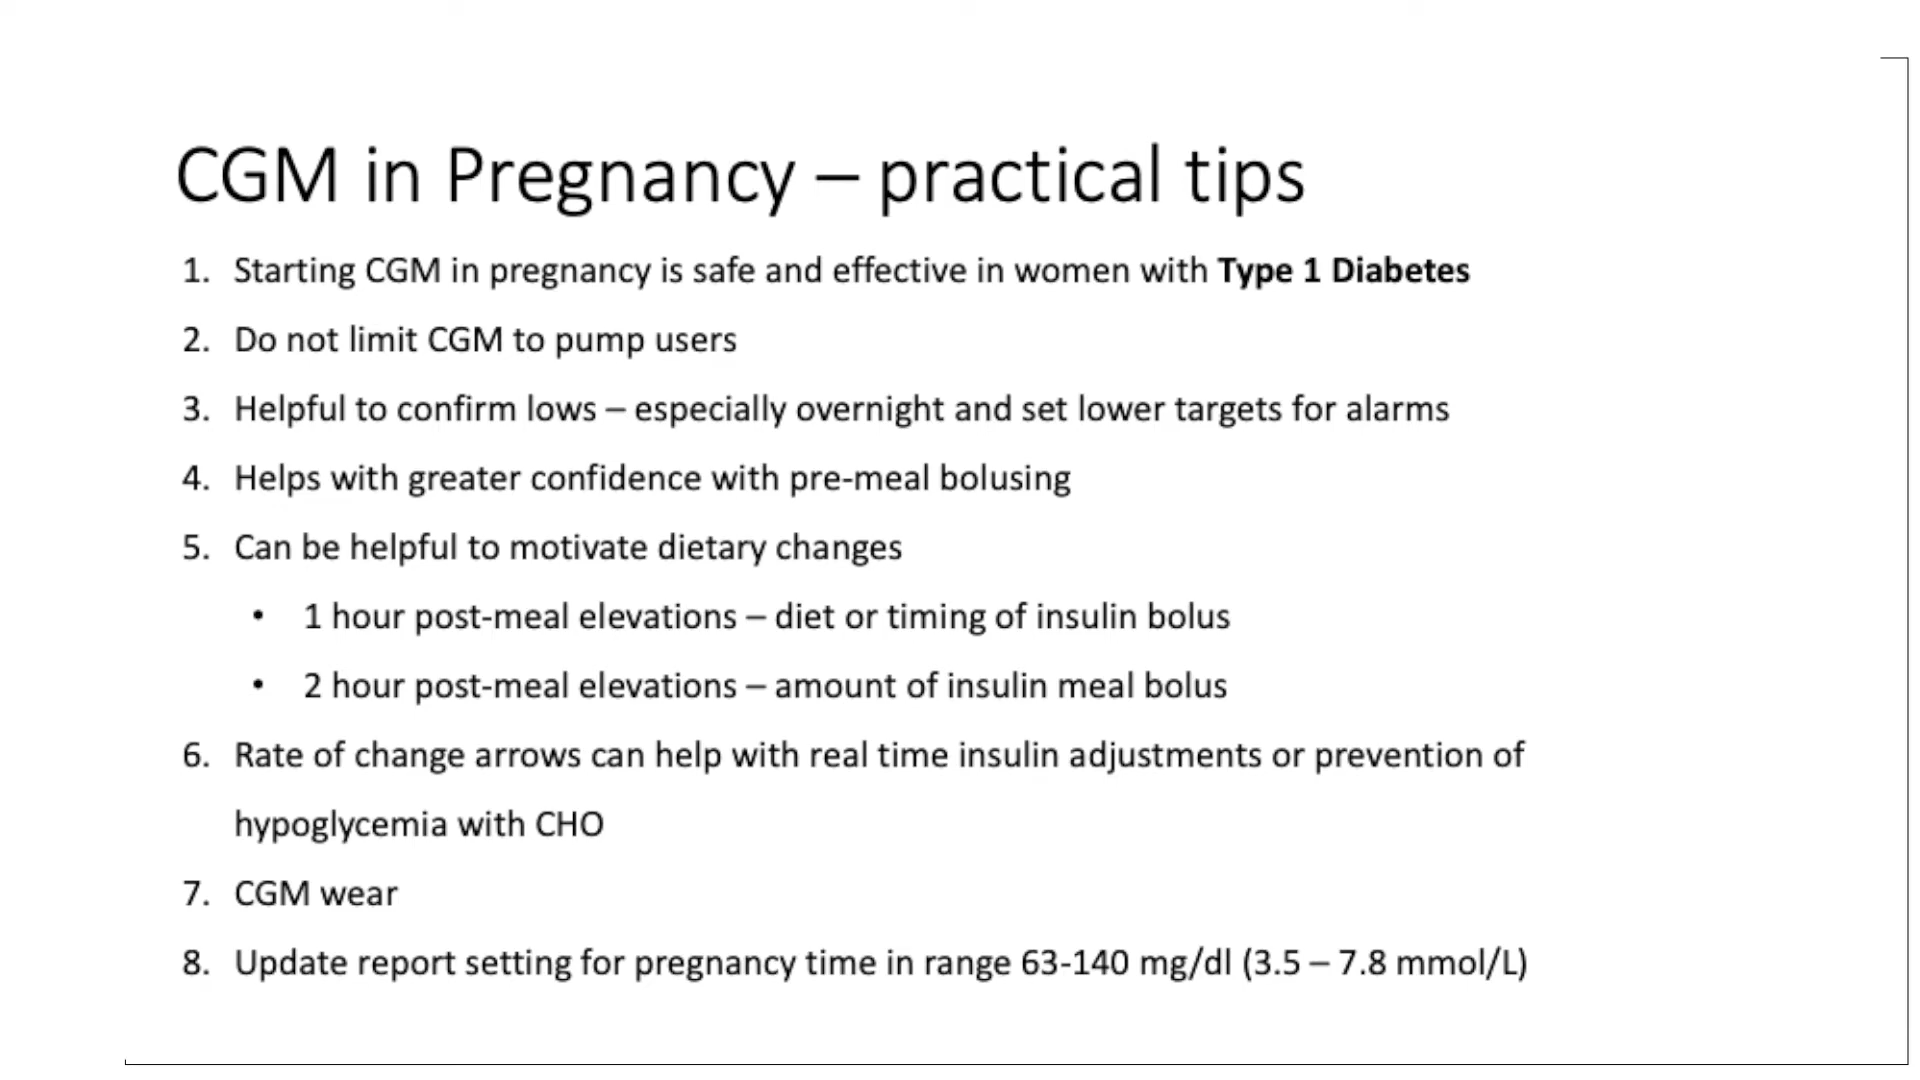 CGM in Pregnancy – practical tips
1. Starting CGM in pregnancy is safe and effective in women with Type 1 Diabetes
2. Do not limit CGM to pump users
3. Helpful to confirm lows – especially overnight and set lower targets for alarms
4. Helps with greater confidence with pre-meal bolusing
5. Can be helpful to motivate dietary changes
• 1 hour post-meal elevations – diet or timing of insulin bolus
• 2 hour post-meal elevations – amount of insulin meal bolus
6. Rate of change arrows can help with real time insulin adjustments or prevention of
hypoglycemia with CHO
7. CGM wear
8. Update report setting for pregnancy time in range 63-140 mg/dl (3.5 – 7.8 mmol/L)